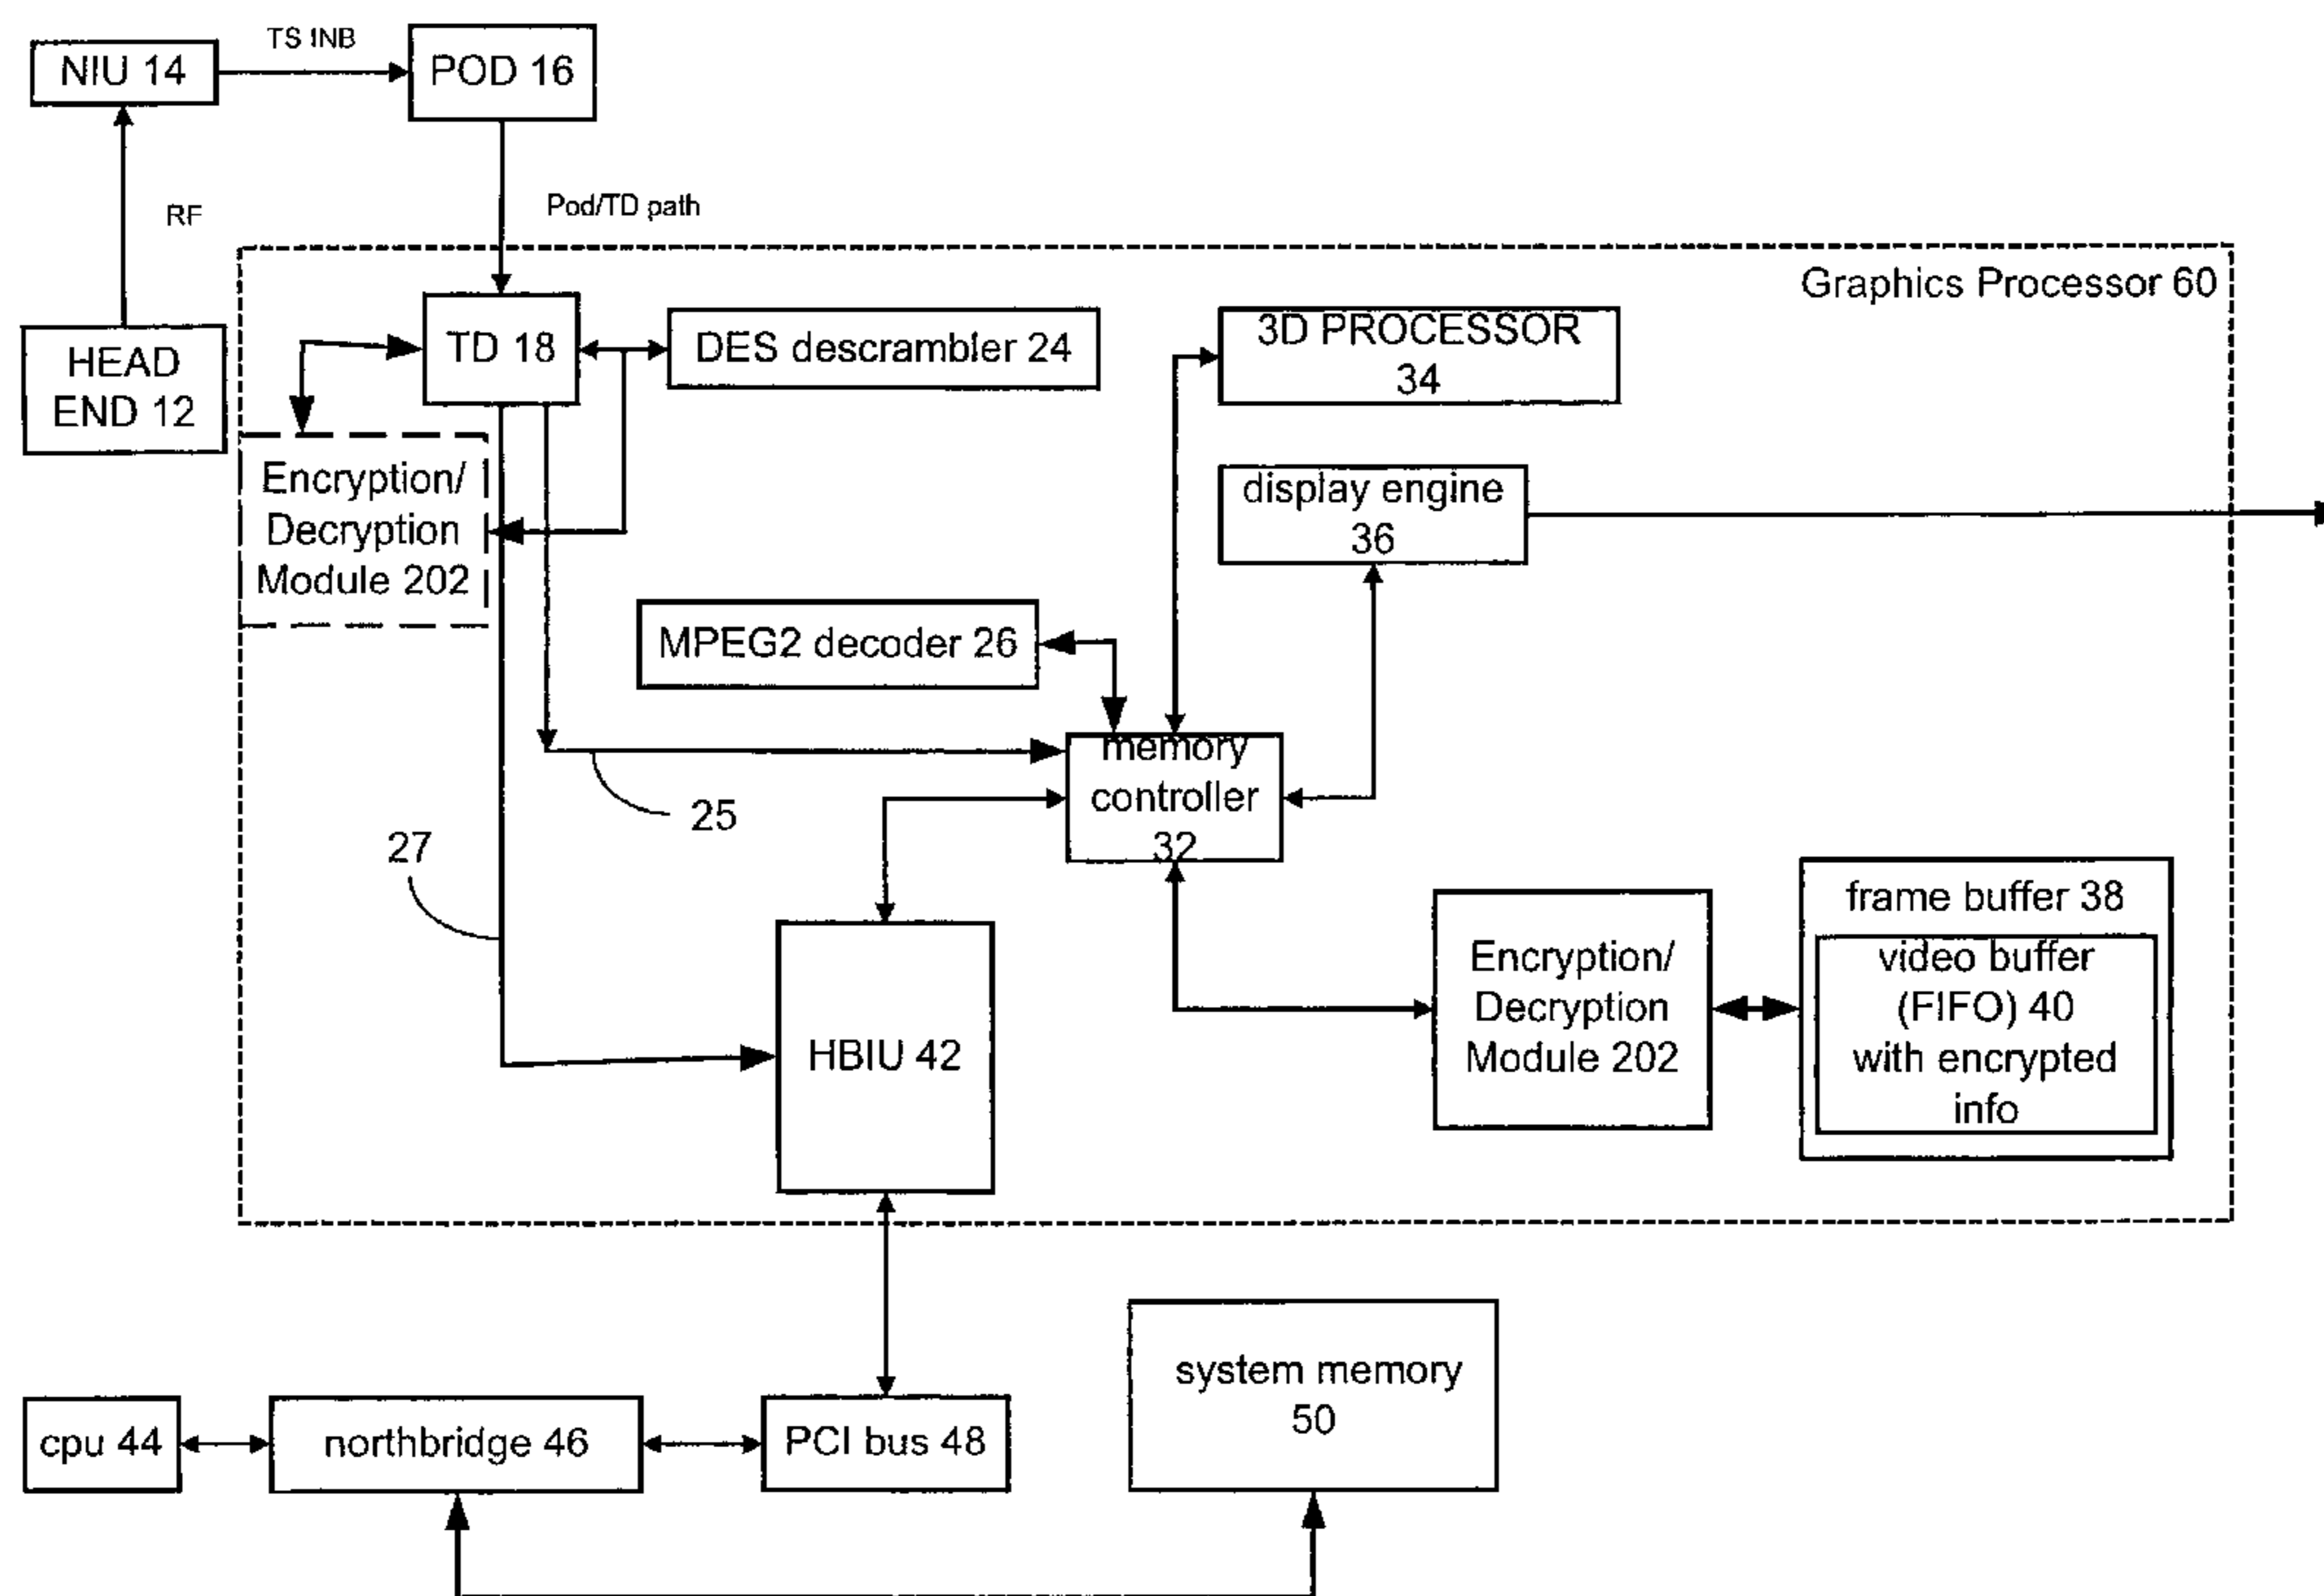 TS INB
NIU 14
POD 16
RF
Pod/TD path
Graphics Processor 60
HEAD
END 12
TD 18
DES descrambler 24
3D PROCESSOR
34
Encryption/
Decryption
Module 202
display engine
36
MPEG2 decoder 26
memory
controller
32
25
27
HBIU 42
Encryption/
Decryption
Module 202
frame buffer 38
video buffer
(FIFO) 40
with encrypted
info
system memory
50
cpu 44
northbridge 46
PCI bus 48